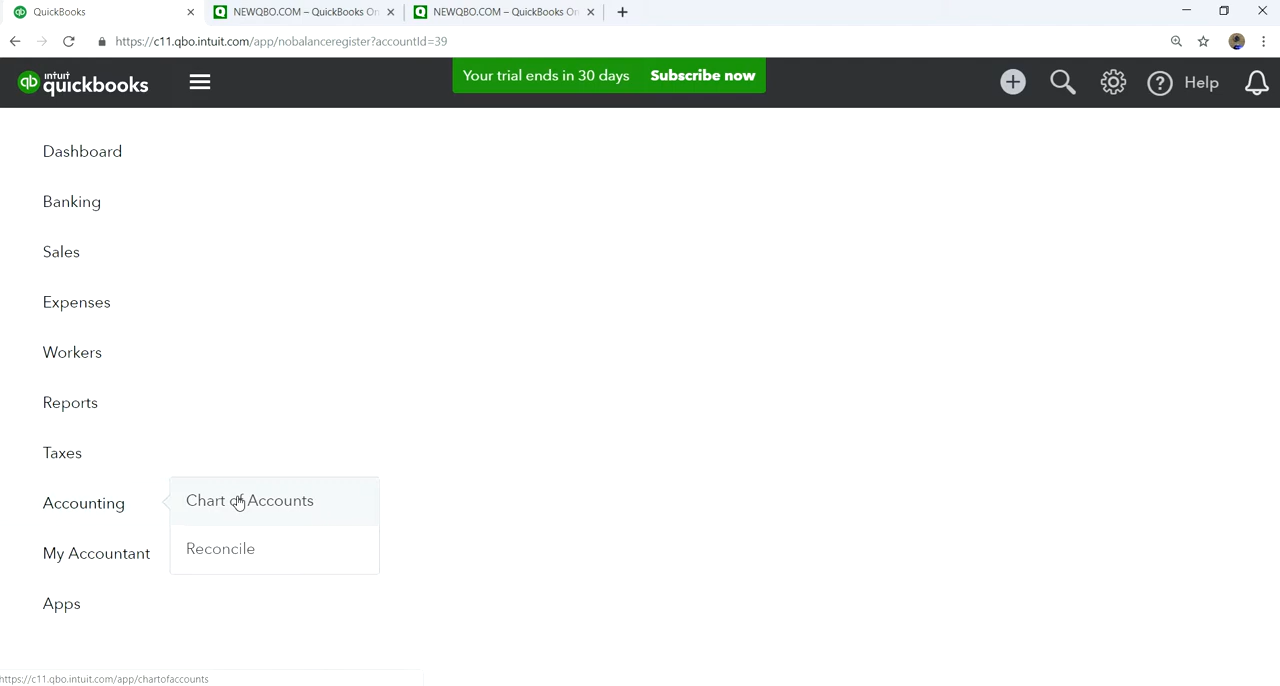 QuickBooks
NEWQBO.COM – QuickBooks On
NEWQBO.COM – QuickBooks On
https://c11.qbo.intuit.com/app/nobalanceregister?accountId=39
qb intuit quickbooks
Your trial ends in 30 days Subscribe now
Help
Dashboard
Banking
Sales
Expenses
Workers
Reports
Taxes
Accounting
Chart of Accounts
Reconcile
My Accountant
Apps
https://c11.qbo.intuit.com/app/chartofaccounts